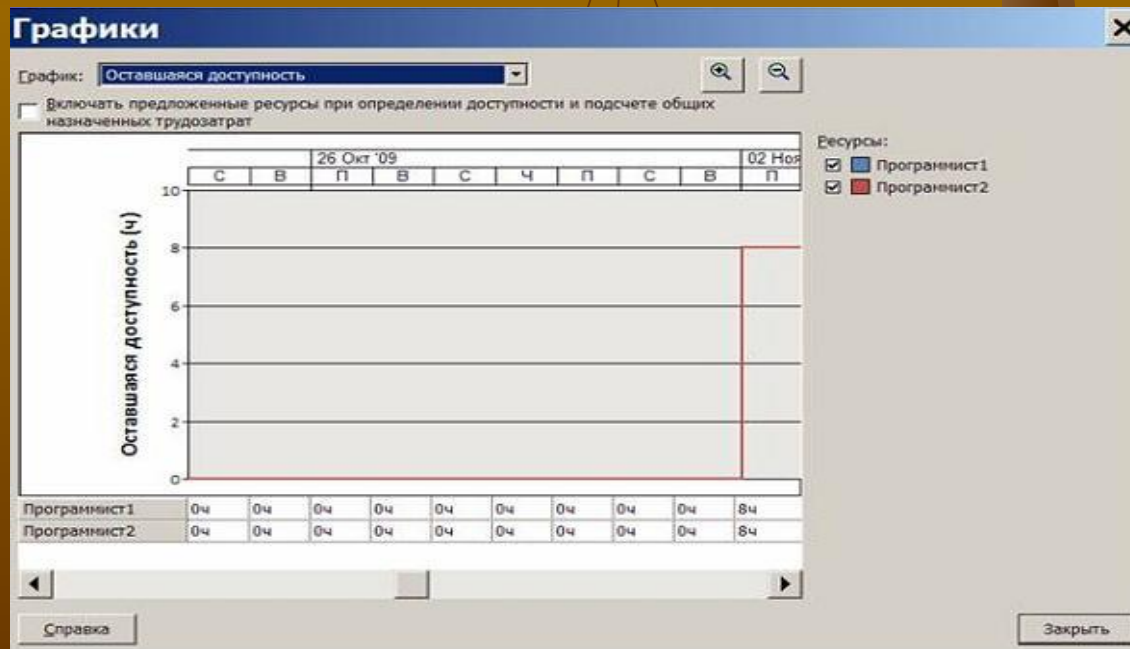 Графики
График: Оставшаяся доступность
Включать предложенные ресурсы при определении доступности и подсчете общих
назначенных трудозатрат
Ресурсы:
Программист1
Программист2
26 Окт '09 02 Ноя
С В П В С Ч П С В П
Оставшаяся доступность (ч)
10
8
6
4
2
0
Программист1 0ч 0ч 0ч 0ч 0ч 0ч 0ч 0ч 0ч 8ч
Программист2 0ч 0ч 0ч 0ч 0ч 0ч 0ч 0ч 0ч 8ч
Справка Закрыть